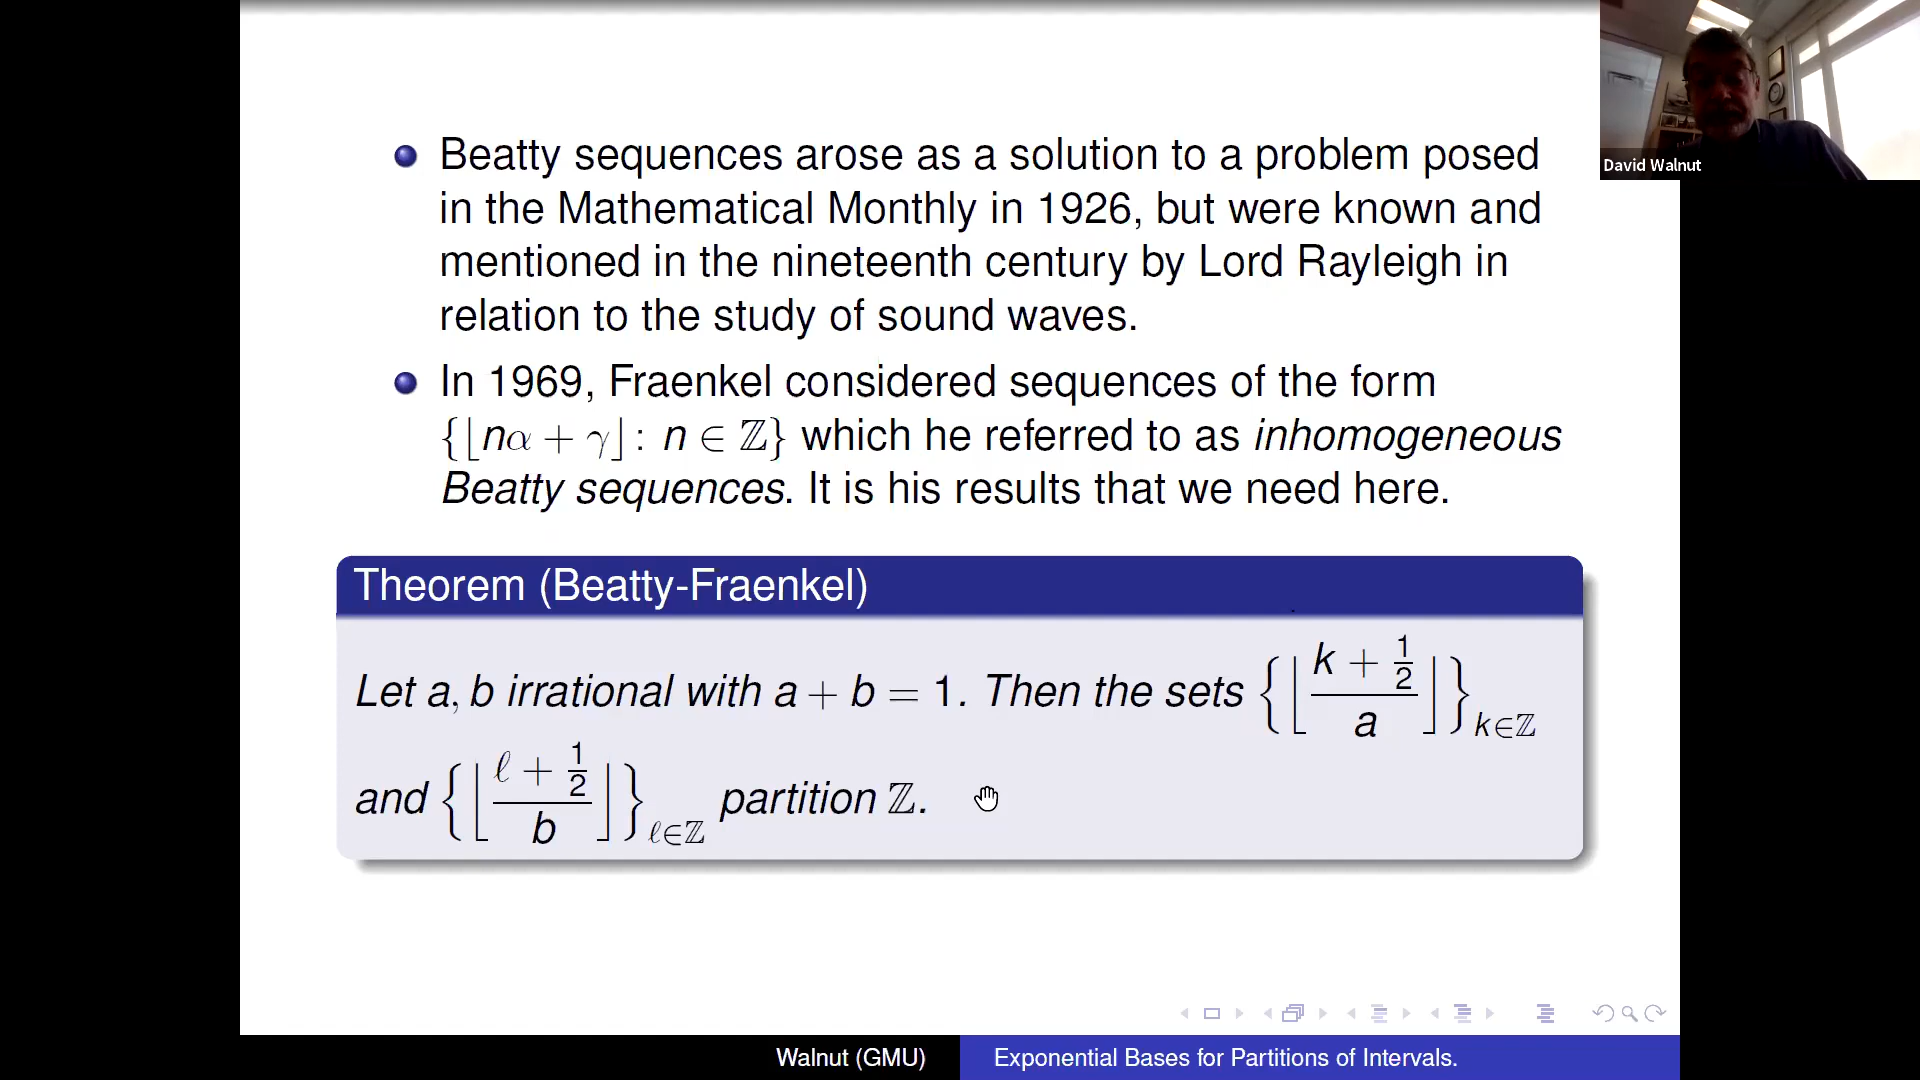 Beatty sequences arose as a solution to a problem posed
in the Mathematical Monthly in 1926, but were known and
mentioned in the nineteenth century by Lord Rayleigh in
relation to the study of sound waves.
In 1969, Fraenkel considered sequences of the form
{⌊nα + γ⌋: n ∈ ℤ} which he referred to as inhomogeneous
Beatty sequences. It is his results that we need here.
Theorem (Beatty-Fraenkel)
Let a, b irrational with a + b = 1. Then the sets {⌊(k + 1/2)/a⌋}k∈ℤ
and {⌊(ℓ + 1/2)/b⌋}ℓ∈ℤ partition ℤ.
Walnut (GMU)
Exponential Bases for Partitions of Intervals.
David Walnut